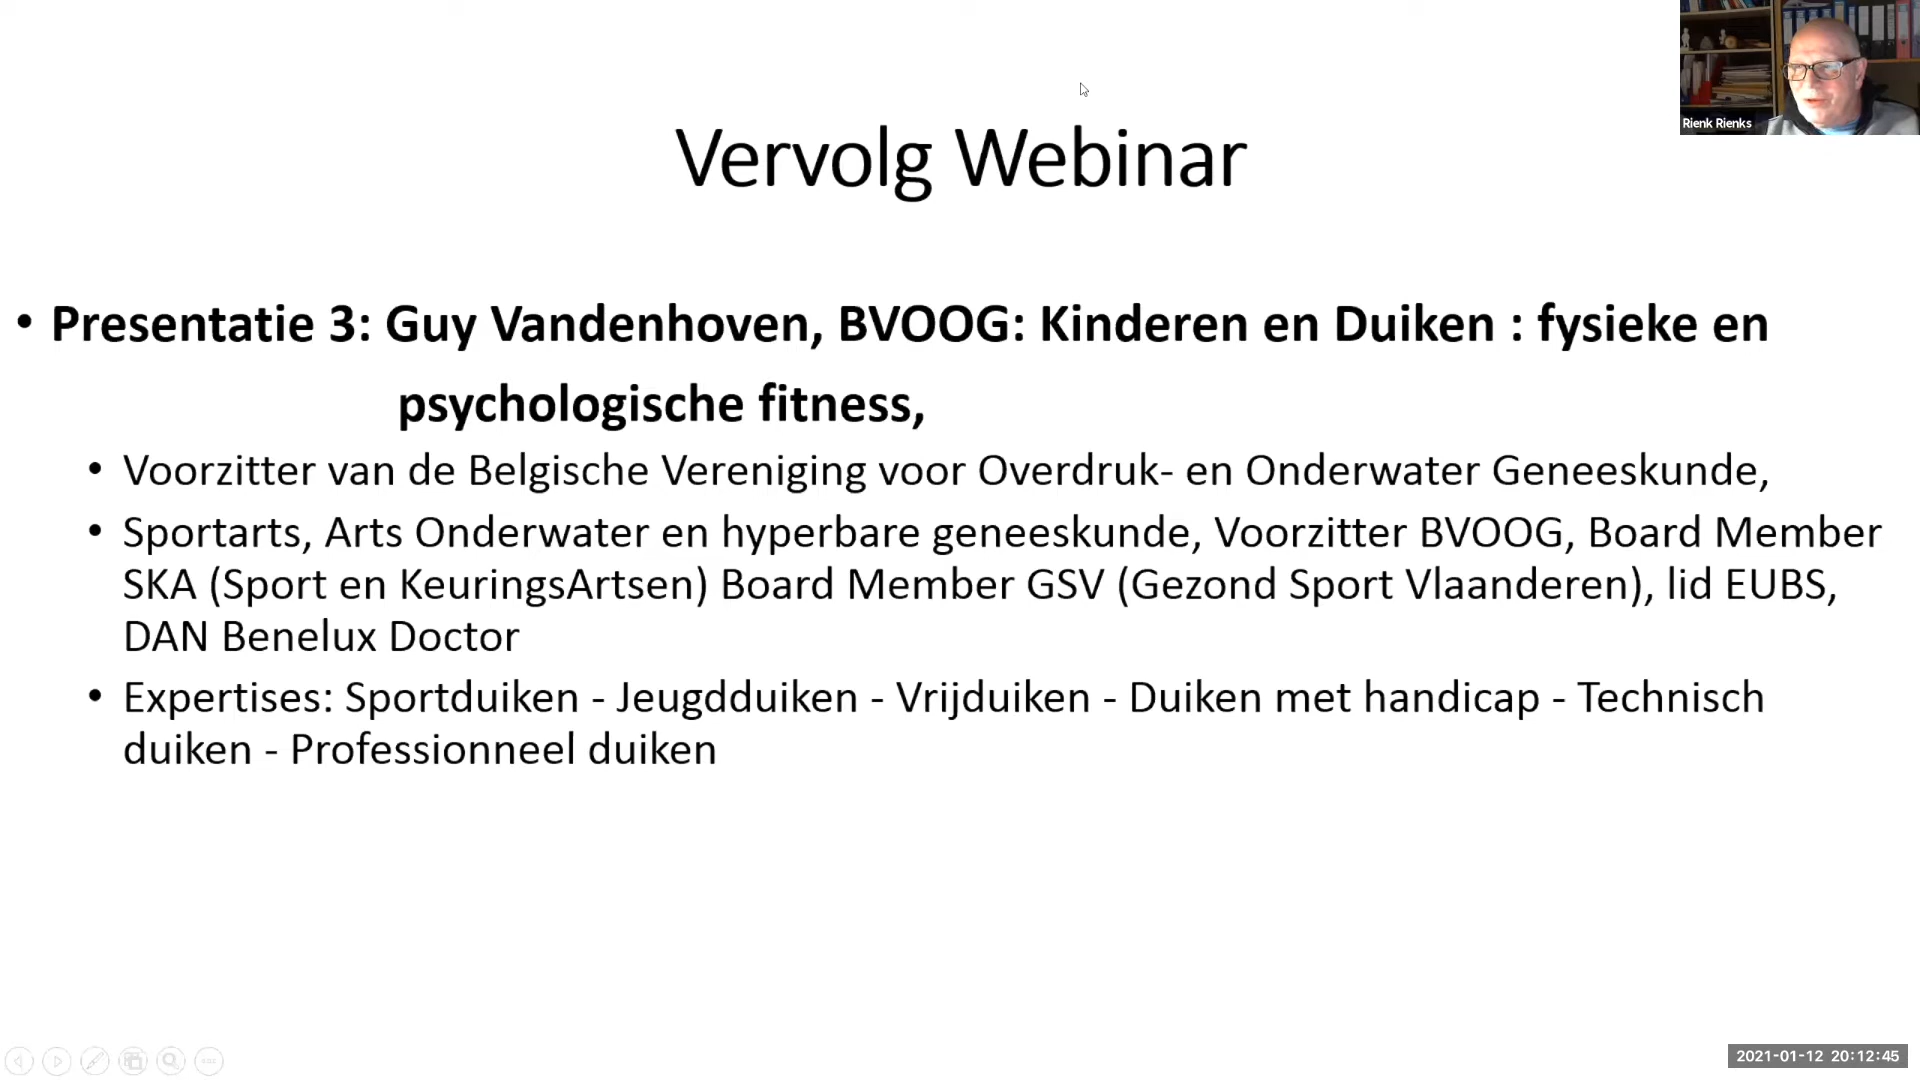 Rienk Rienks
Vervolg Webinar
• Presentatie 3: Guy Vandenhoven, BVOOG: Kinderen en Duiken : fysieke en
psychologische fitness,
• Voorzitter van de Belgische Vereniging voor Overdruk- en Onderwater Geneeskunde,
• Sportarts, Arts Onderwater en hyperbare geneeskunde, Voorzitter BVOOG, Board Member
SKA (Sport en KeuringsArtsen) Board Member GSV (Gezond Sport Vlaanderen), lid EUBS,
DAN Benelux Doctor
• Expertises: Sportduiken - Jeugdduiken - Vrijduiken - Duiken met handicap - Technisch
duiken - Professionneel duiken
2021-01-12 20:12:45